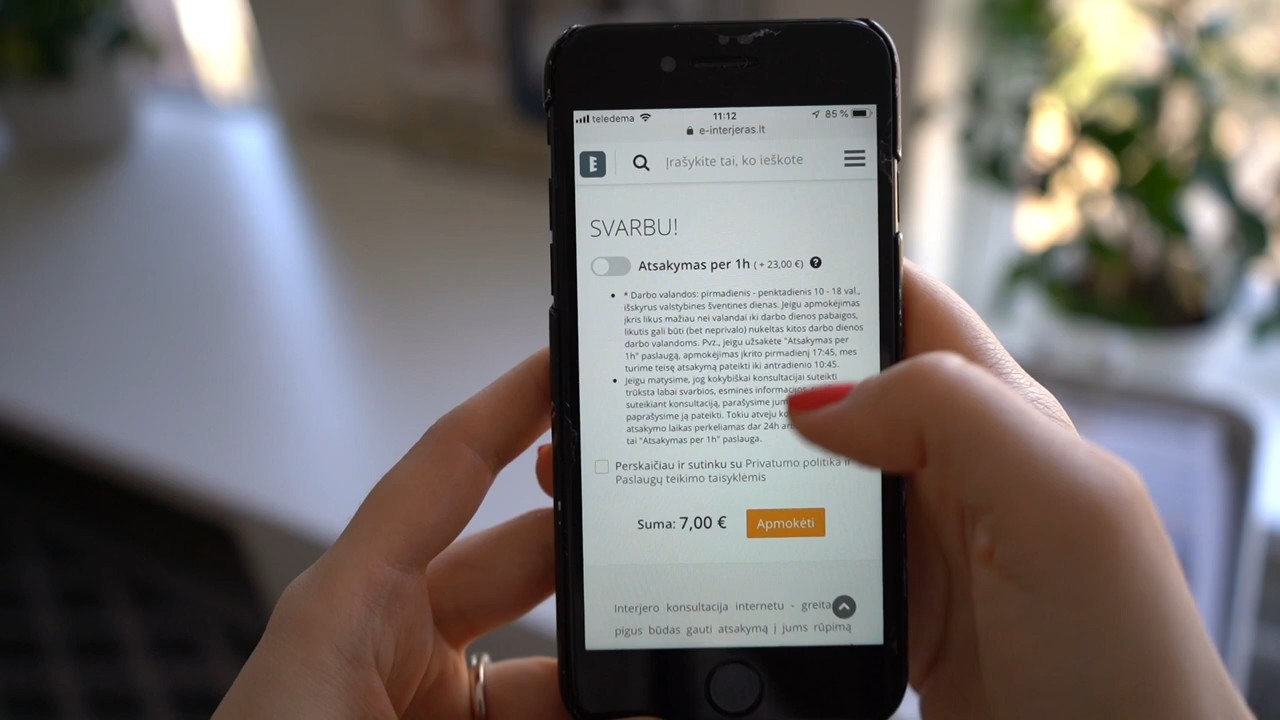 teledema 11:12 85 %
e-interjeras.lt
E Įrašykite tai, ko ieškote
SVARBU!
Atsakymas per 1h ( + 23,00 €) ?
* Darbo valandos: pirmadienis - penktadienis 10 - 18 val.,
išskyrus valstybines šventines dienas. Jeigu apmokėjimas
įkris likus mažiau nei valandai iki darbo dienos pabaigos,
likutis gali būti (bet neprivalo) nukeltas kitos darbo dienos
darbo valandoms. Pvz., jeigu užsakėte "Atsakymas per
1h" paslaugą, apmokėjimas įkrito pirmadienį 17:45, mes
turime teisę atsakymą pateikti iki antradienio 10:45.
Jeigu matysime, jog kokybiškai konsultacijai suteikti
trūksta labai svarbios, esminės
suteikiant konsultaciją, parašysime
paprašysime ją pateikti. Tokiu atveju
atsakymo laikas perkeliamas dar 24h
tai "Atsakymas per 1h" paslauga.
Perskaičiau ir sutinku su Privatumo politika
Paslaugų teikimo taisyklėmis
Suma: 7,00 € Apmokėti
Interjero konsultacija internetu - greita
pigus būdas gauti atsakymą į jums rūpimą